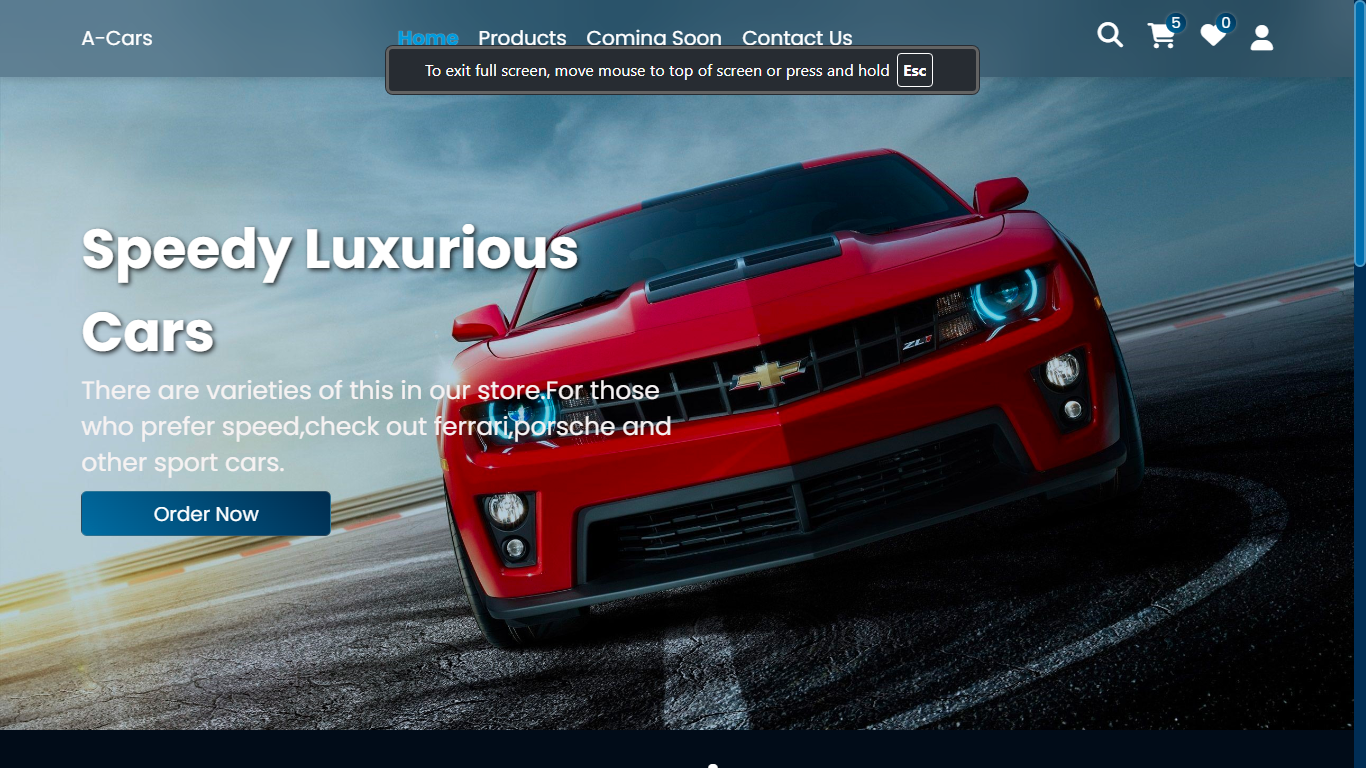 A-Cars
Home Products Coming Soon Contact Us
5 0
To exit full screen, move mouse to top of screen or press and hold Esc
Speedy Luxurious
Cars
There are varieties of this in our store.For those
who prefer speed,check out ferrari,porsche and
other sport cars.
Order Now
ZL1